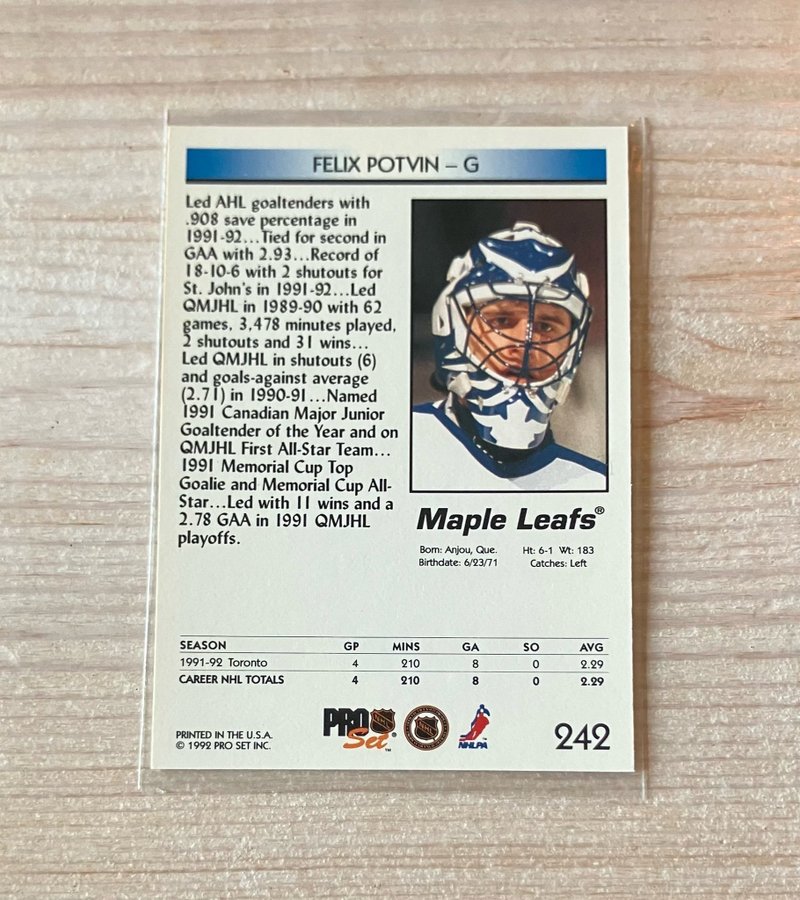 FELIX POTVIN – G
Led AHL goaltenders with
.908 save percentage in
1991-92...Tied for second in
GAA with 2.93...Record of
18-10-6 with 2 shutouts for
St. John's in 1991-92...Led
QMJHL in 1989-90 with 62
games, 3,478 minutes played,
2 shutouts and 31 wins...
Led QMJHL in shutouts (6)
and goals-against average
(2.71) in 1990-91...Named
1991 Canadian Major Junior
Goaltender of the Year and on
QMJHL First All-Star Team...
1991 Memorial Cup Top
Goalie and Memorial Cup All-
Star...Led with 11 wins and a
2.78 GAA in 1991 QMJHL
playoffs.
Maple Leafs®
Born: Anjou, Que. Ht: 6-1 Wt: 183
Birthdate: 6/23/71 Catches: Left
SEASON GP MINS GA SO AVG
1991-92 Toronto 4 210 8 0 2.29
CAREER NHL TOTALS 4 210 8 0 2.29
PRINTED IN THE U.S.A.
© 1992 PRO SET INC.
PRO NHL
Set ®
™
NHLPA
242